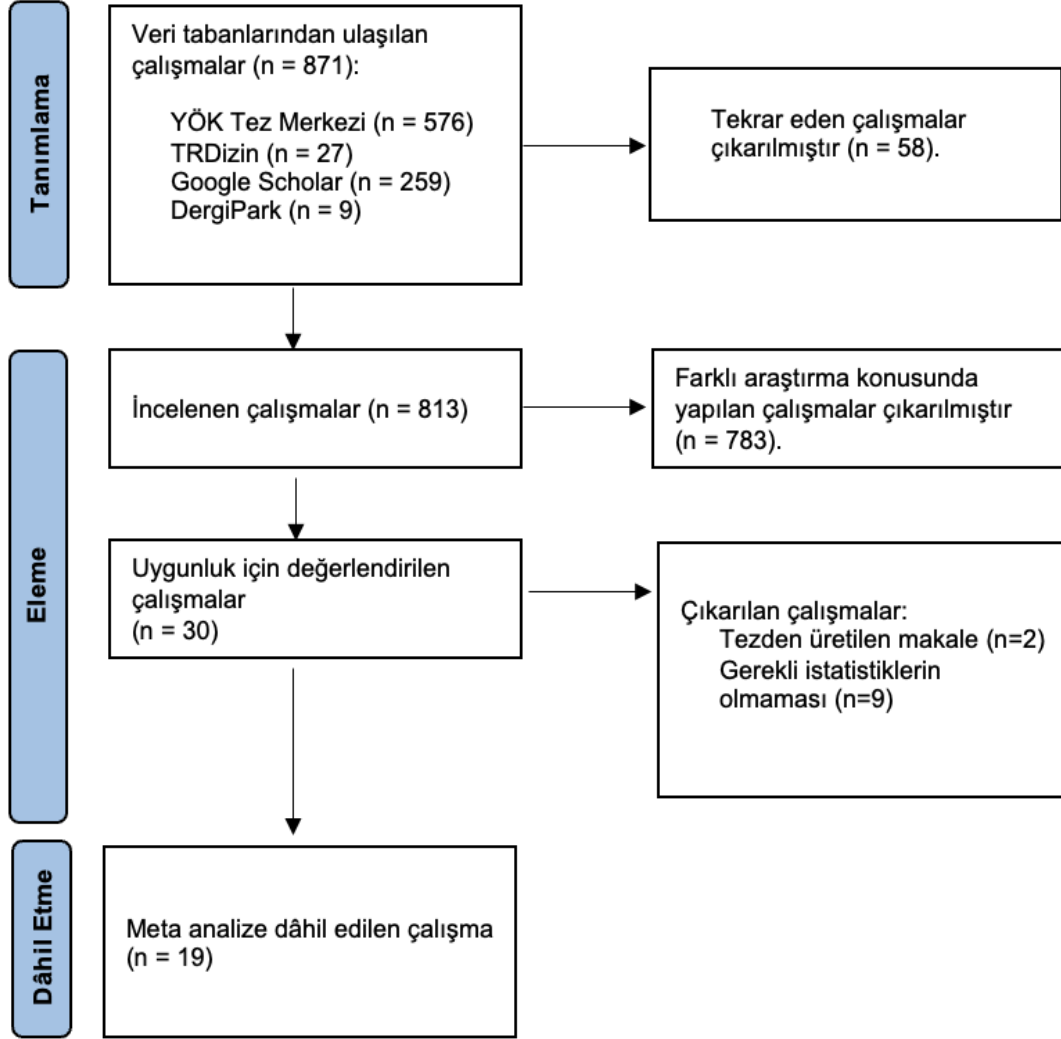 Tanımlama
Veri tabanlarından ulaşılan
çalışmalar (n = 871):
YÖK Tez Merkezi (n = 576)
TRDizin (n = 27)
Google Scholar (n = 259)
DergiPark (n = 9)
Tekrar eden çalışmalar
çıkarılmıştır (n = 58).
Eleme
İncelenen çalışmalar (n = 813)
Farklı araştırma konusunda
yapılan çalışmalar çıkarılmıştır
(n = 783).
Uygunluk için değerlendirilen
çalışmalar
(n = 30)
Çıkarılan çalışmalar:
Tezden üretilen makale (n=2)
Gerekli istatistiklerin
olmaması (n=9)
Dâhil Etme
Meta analize dâhil edilen çalışma
(n = 19)